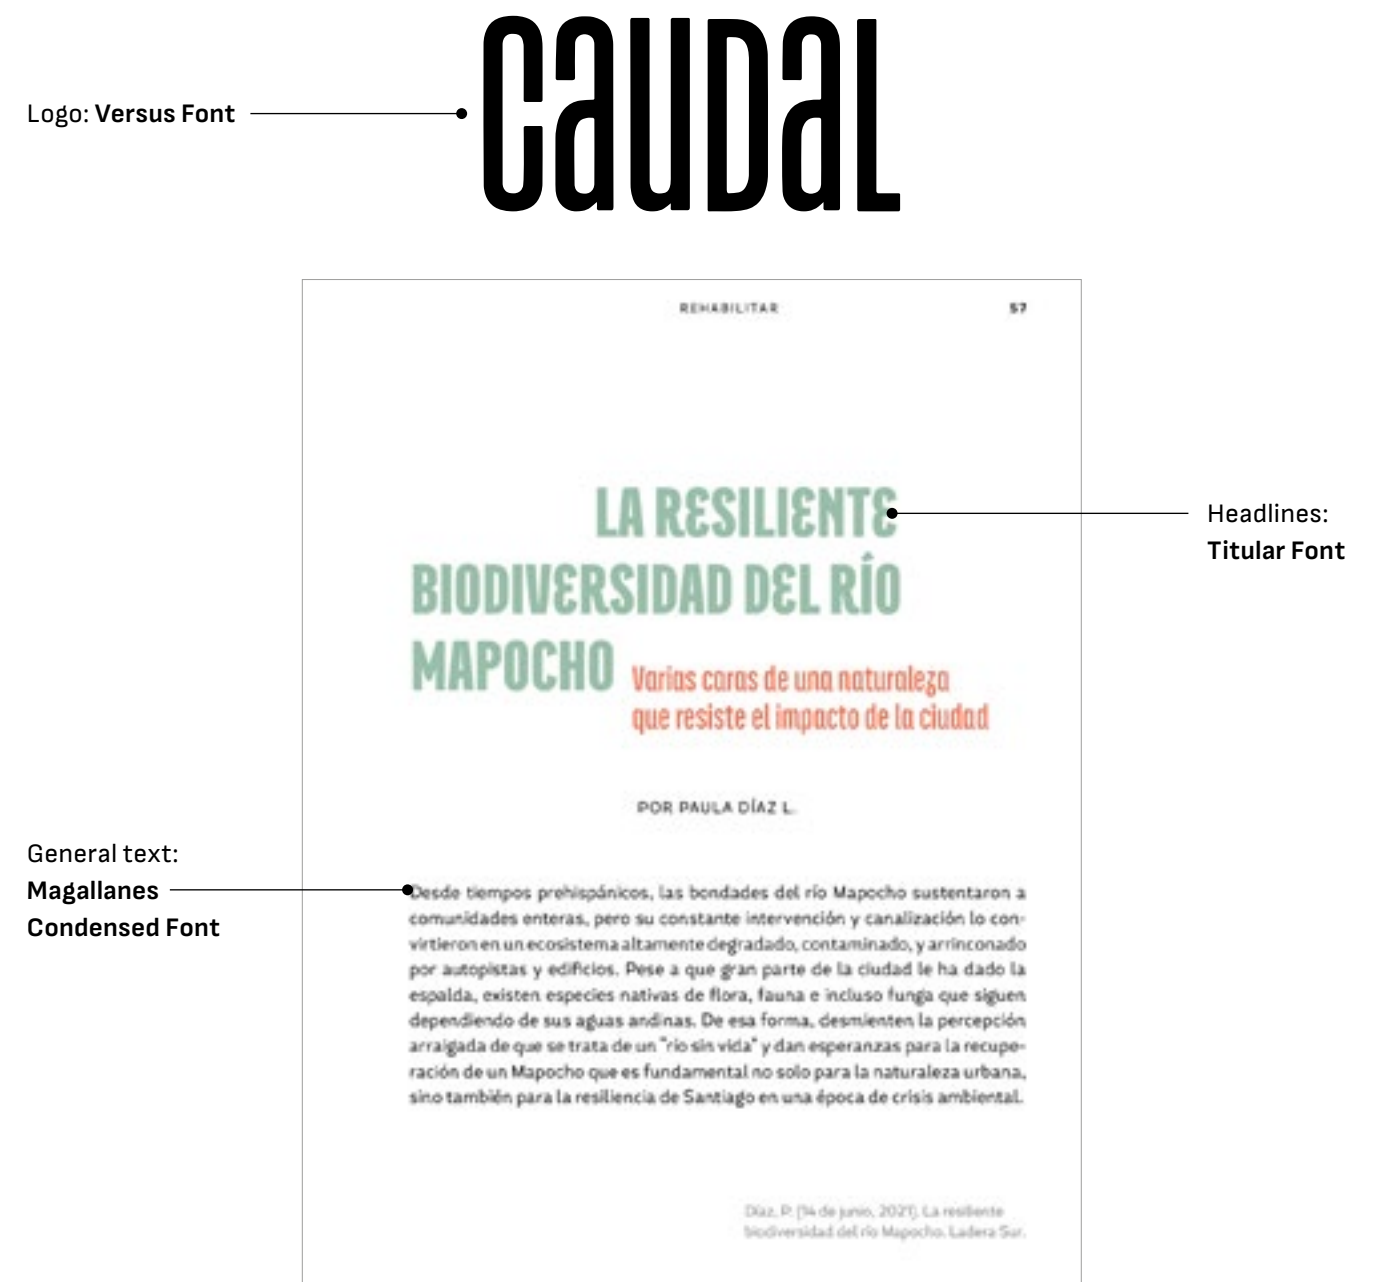 CaUDaL
Logo: Versus Font
REHABILITAR 57
LA RESILIENTE
BIODIVERSIDAD DEL RÍO
MAPOCHO
Varias caras de una naturaleza
que resiste el impacto de la ciudad
Headlines:
Titular Font
POR PAULA DÍAZ L.
General text:
Magallanes
Condensed Font
Desde tiempos prehispánicos, las bondades del río Mapocho sustentaron a
comunidades enteras, pero su constante intervención y canalización lo con-
virtieron en un ecosistema altamente degradado, contaminado, y arrinconado
por autopistas y edificios. Pese a que gran parte de la ciudad le ha dado la
espalda, existen especies nativas de flora, fauna e incluso funga que siguen
dependiendo de sus aguas andinas. De esa forma, desmienten la percepción
arraigada de que se trata de un "río sin vida" y dan esperanzas para la recupe-
ración de un Mapocho que es fundamental no solo para la naturaleza urbana,
sino también para la resiliencia de Santiago en una época de crisis ambiental.
Díaz, P. (14 de junio, 2021). La resiliente
biodiversidad del río Mapocho. Ladera Sur.